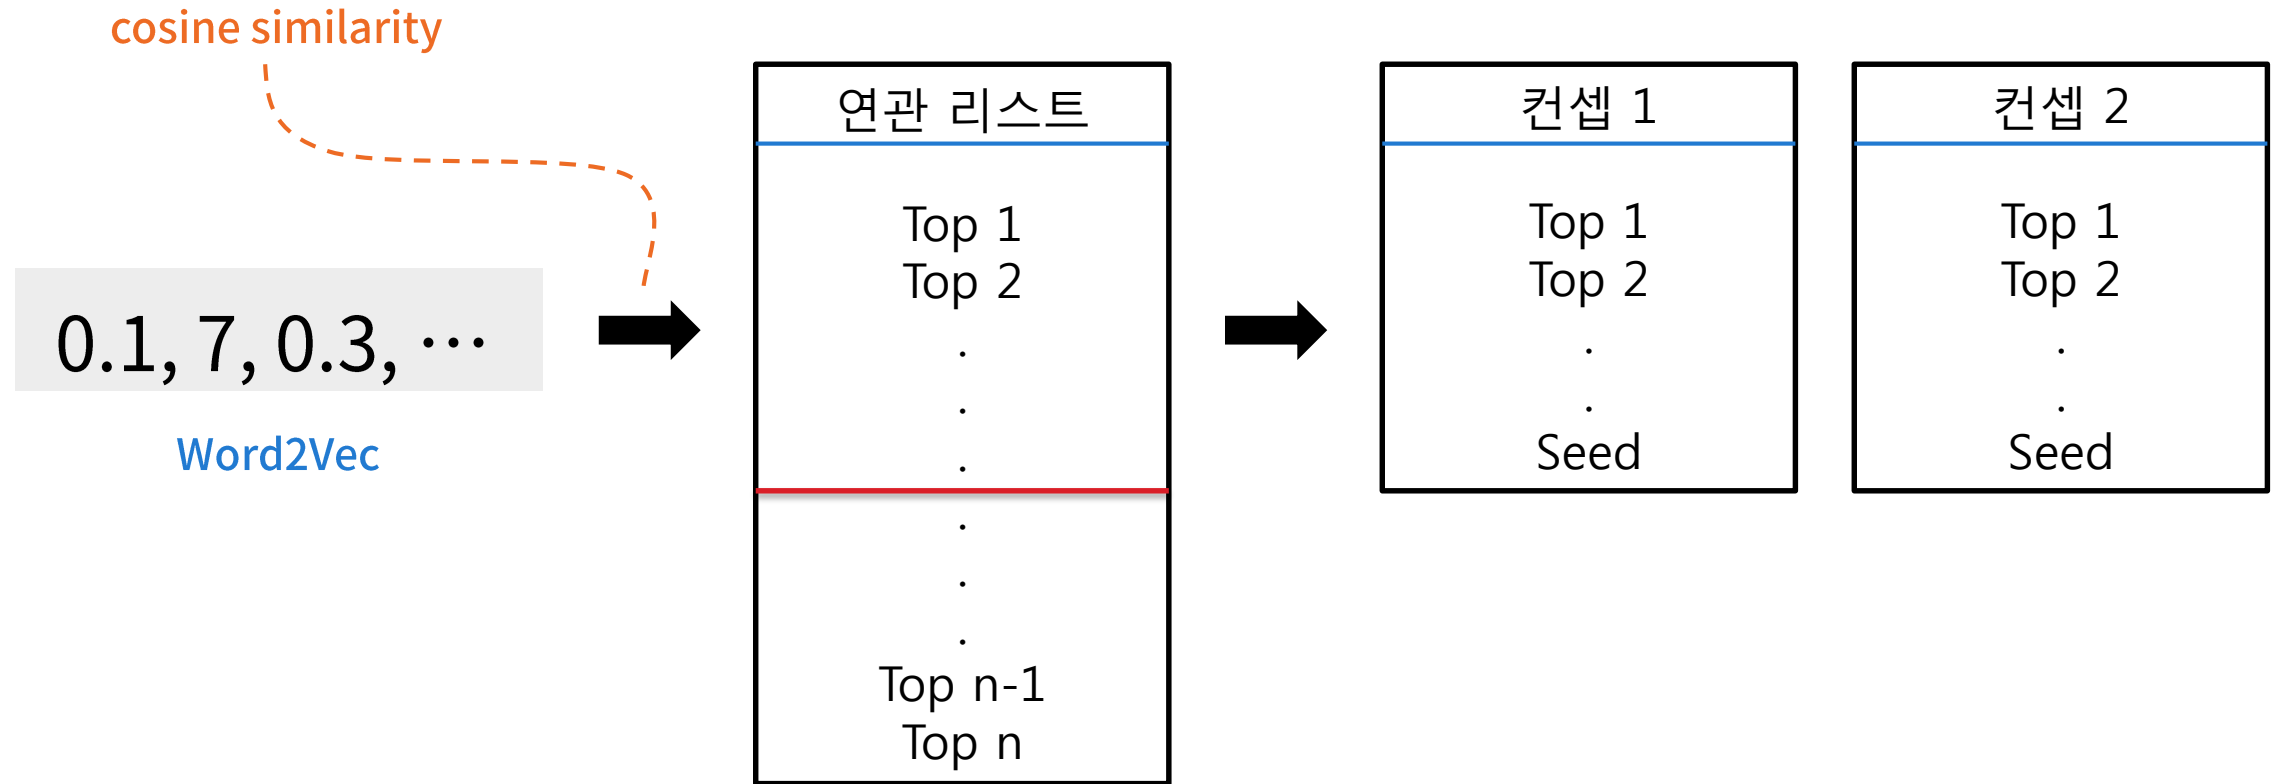 cosine similarity
0.1, 7, 0.3, ···
Word2Vec
연관 리스트
Top 1
Top 2
.
.
.
.
.
.
Top n-1
Top n
컨셉 1
Top 1
Top 2
.
.
Seed
컨셉 2
Top 1
Top 2
.
.
Seed